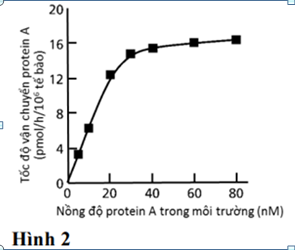 Tốc độ vận chuyển protein A
(pmol/h/10⁶ tế bào)
20
16
12
8
4
0
0 20 40 60 80
Nồng độ protein A trong môi trường (nM)
Hình 2